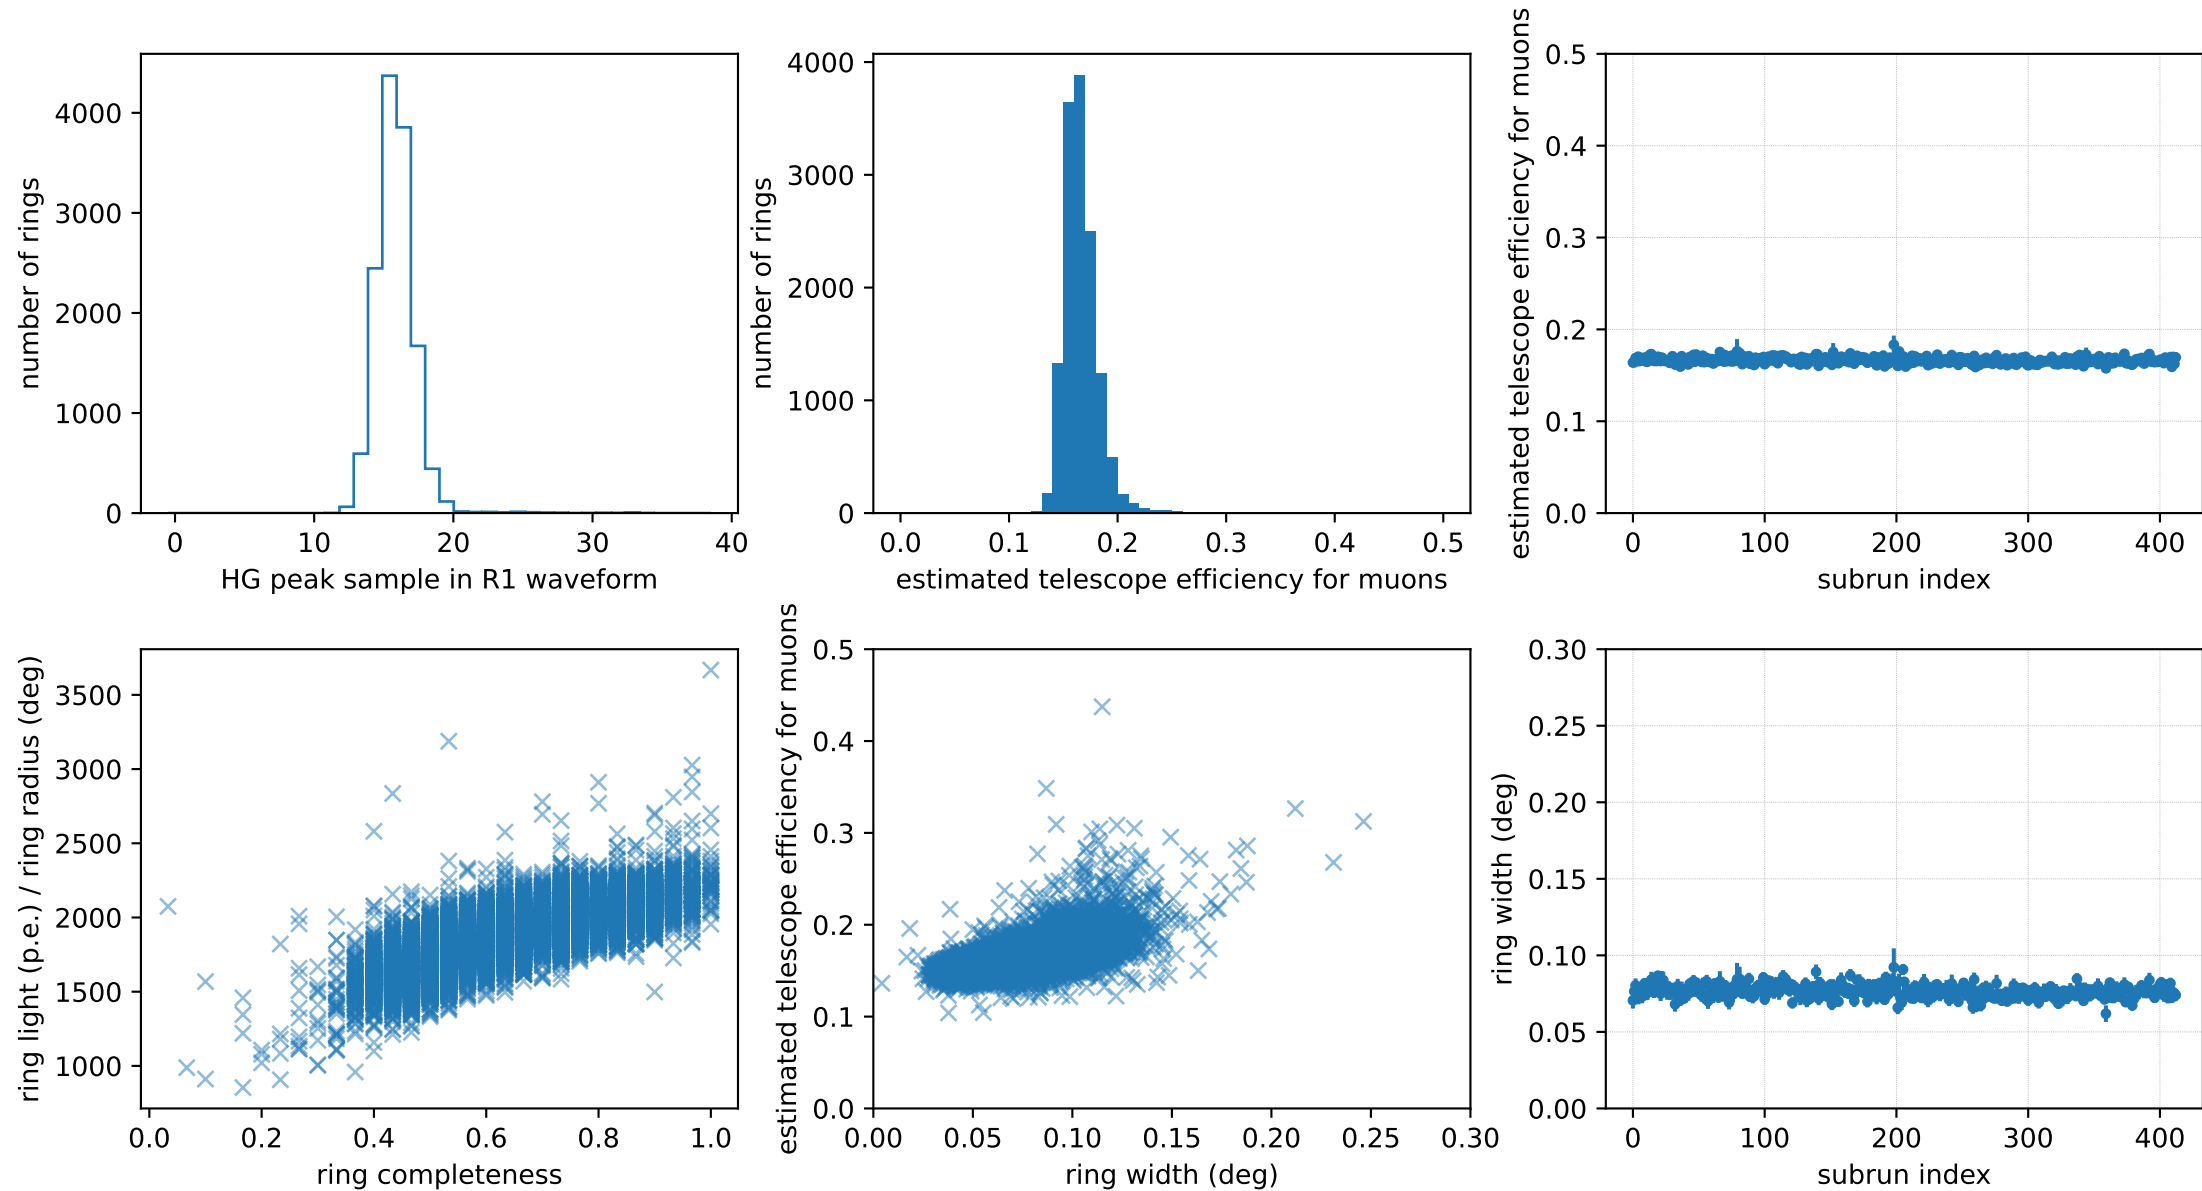 number of rings
4000
3000
2000
1000
0
0 10 20 30 40
HG peak sample in R1 waveform
number of rings
4000
3000
2000
1000
0
0.0 0.1 0.2 0.3 0.4 0.5
estimated telescope efficiency for muons
estimated telescope efficiency for muons
0.5
0.4
0.3
0.2
0.1
0.0
0 100 200 300 400
subrun index
ring light (p.e.) / ring radius (deg)
3500
3000
2500
2000
1500
1000
0.0 0.2 0.4 0.6 0.8 1.0
ring completeness
estimated telescope efficiency for muons
0.5
0.4
0.3
0.2
0.1
0.0
0.00 0.05 0.10 0.15 0.20 0.25 0.30
ring width (deg)
ring width (deg)
0.30
0.25
0.20
0.15
0.10
0.05
0.00
0 100 200 300 400
subrun index